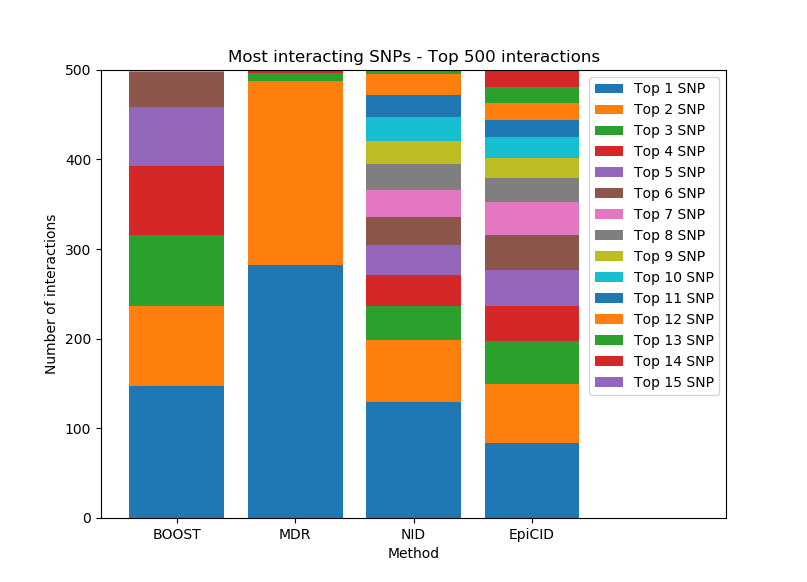 Most interacting SNPs - Top 500 interactions
500
400
300
200
100
0
Number of interactions
BOOST
MDR
NID
EpiCID
Method
Top 1 SNP
Top 2 SNP
Top 3 SNP
Top 4 SNP
Top 5 SNP
Top 6 SNP
Top 7 SNP
Top 8 SNP
Top 9 SNP
Top 10 SNP
Top 11 SNP
Top 12 SNP
Top 13 SNP
Top 14 SNP
Top 15 SNP